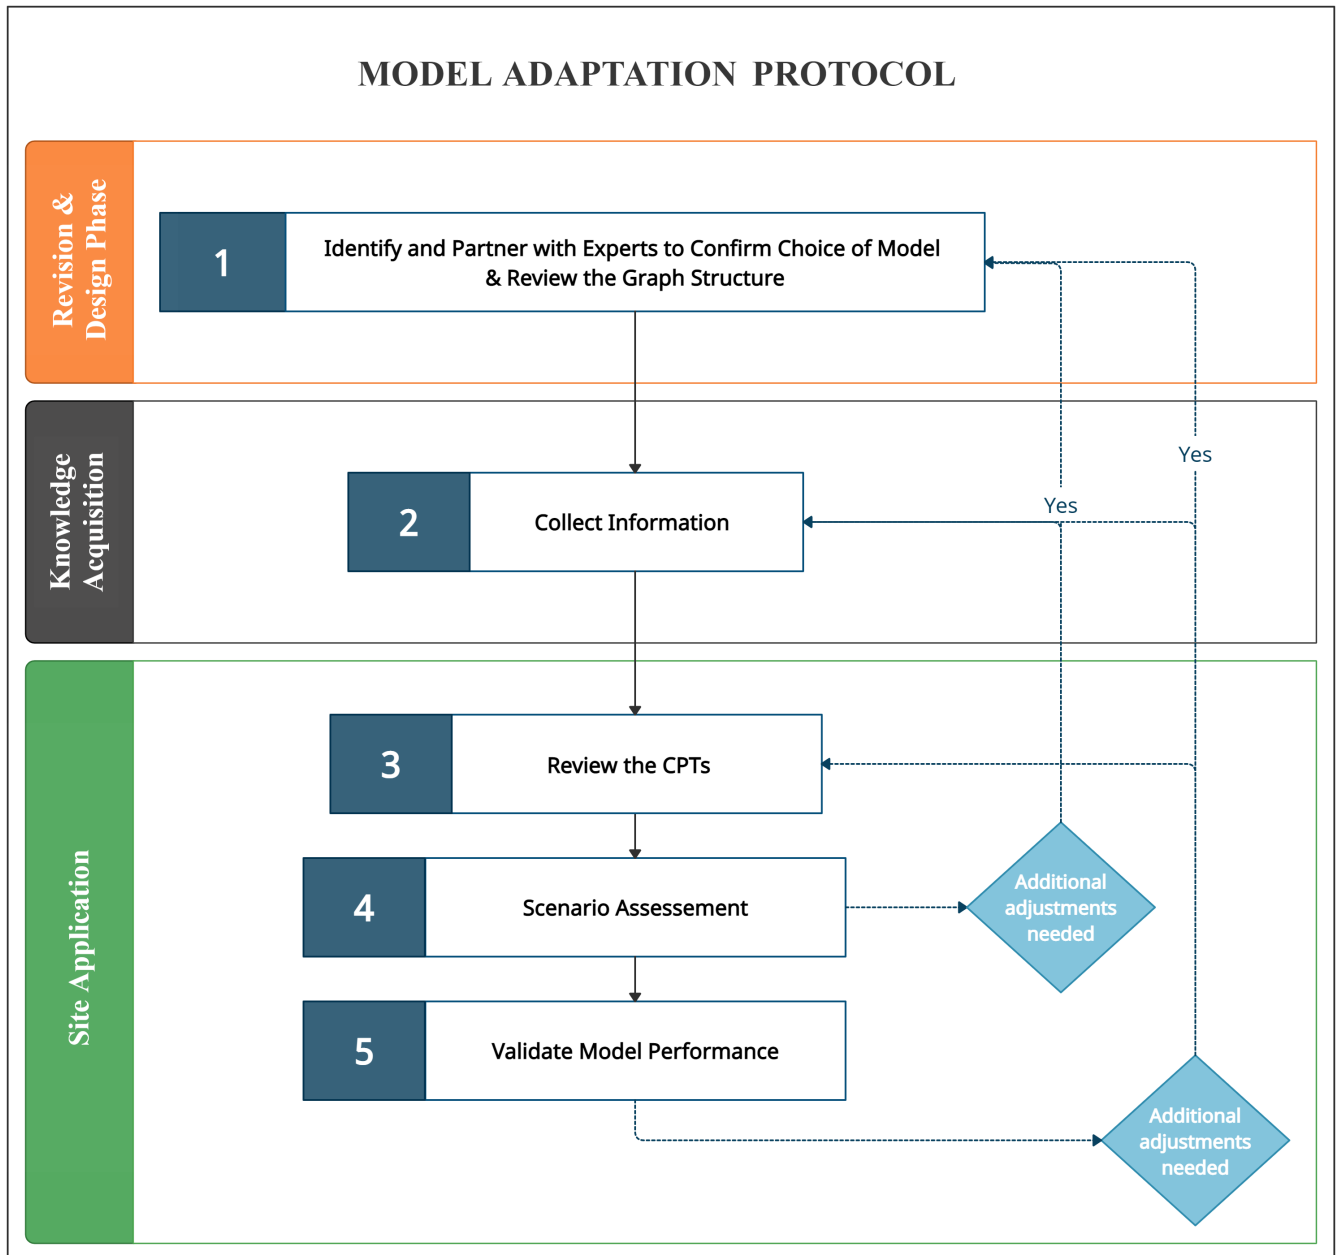 MODEL ADAPTATION PROTOCOL
Revision &
Design Phase
1
Identify and Partner with Experts to Confirm Choice of Model
& Review the Graph Structure
Knowledge
Acquisition
2
Collect Information
Yes
Yes
Site Application
3
Review the CPTs
4
Scenario Assessement
Additional
adjustments
needed
5
Validate Model Performance
Additional
adjustments
needed